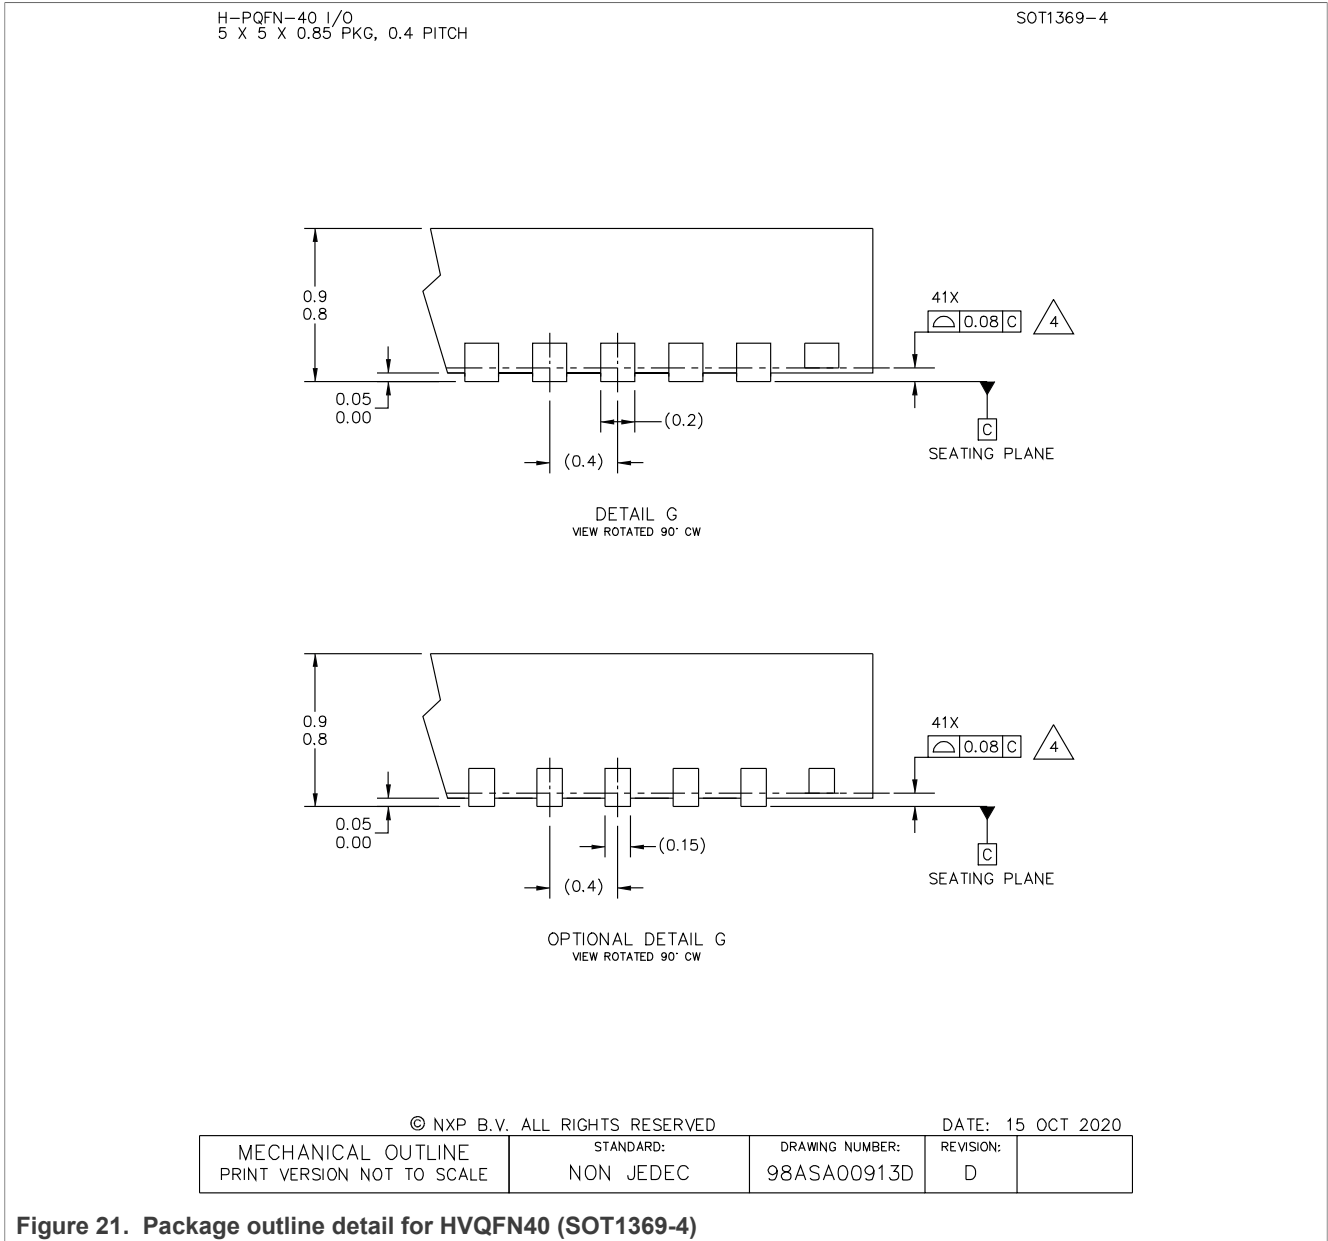 H-PQFN-40 I/O
5 X 5 X 0.85 PKG, 0.4 PITCH
SOT1369-4
0.9
0.8
0.05
0.00
(0.4)
(0.2)
41X
0.08 C
4
C
SEATING PLANE
DETAIL G
VIEW ROTATED 90° CW
0.9
0.8
0.05
0.00
(0.4)
(0.15)
41X
0.08 C
4
C
SEATING PLANE
OPTIONAL DETAIL G
VIEW ROTATED 90° CW
© NXP B.V. ALL RIGHTS RESERVED
DATE: 15 OCT 2020
MECHANICAL OUTLINE
PRINT VERSION NOT TO SCALE
STANDARD:
NON JEDEC
DRAWING NUMBER:
98ASA00913D
REVISION:
D
Figure 21. Package outline detail for HVQFN40 (SOT1369-4)